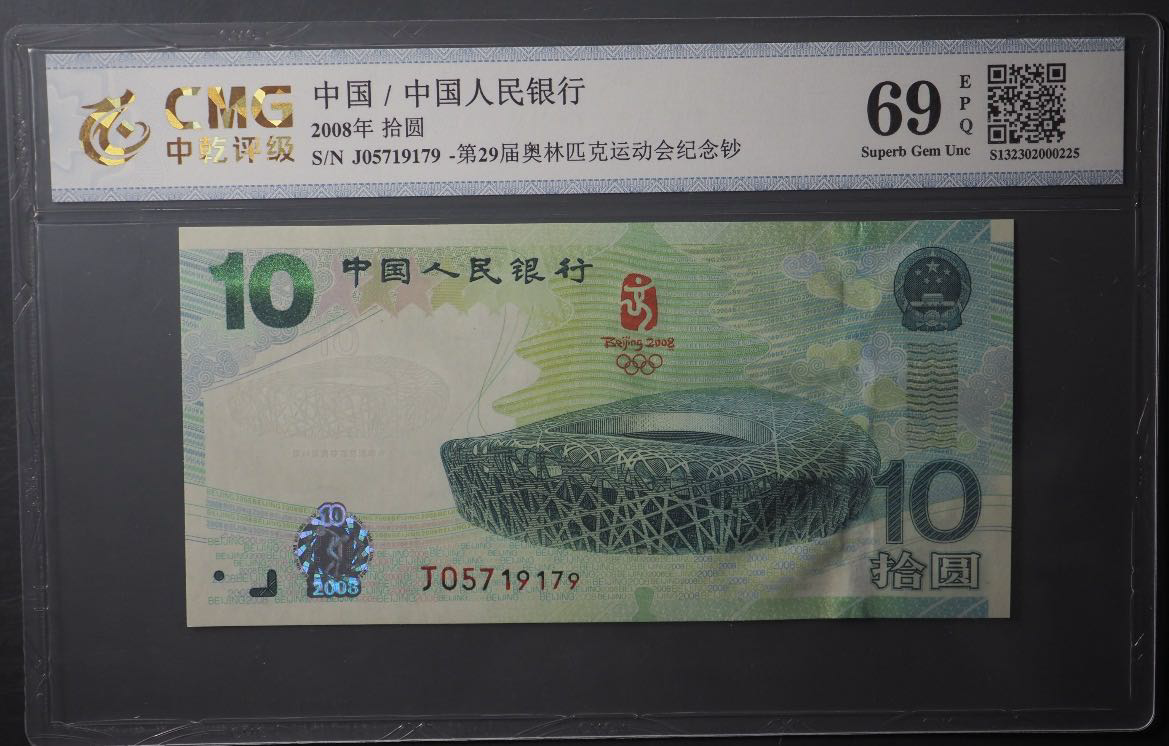 CMG
中乾评级
中国 / 中国人民银行
2008年 拾圆
S/N J05719179 -第29届奥林匹克运动会纪念钞
69
EPQ
Superb Gem Unc
S132302000225
10
中国人民银行
Beijing 2008
10
10
2008
J05719179
10
拾圆